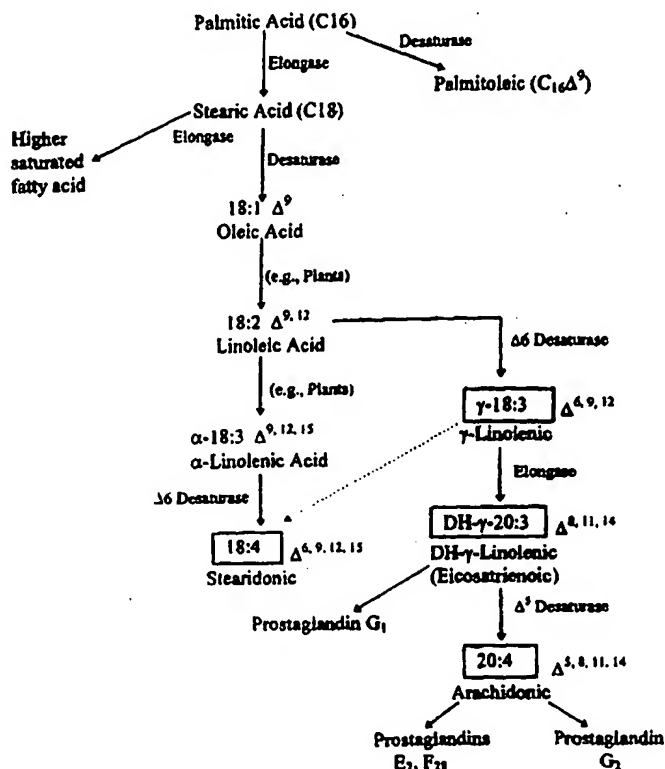 Palmitic Acid (C16)
Desaturase
Elongase
Palmitoleic (C₁₆Δ⁹)
Stearic Acid (C18)
Higher
saturated
fatty acid
Elongase
Desaturase
18:1 Δ⁹
Oleic Acid
(e.g., Plants)
18:2 Δ⁹, ¹²
Linoleic Acid
Δ6 Desaturase
(e.g., Plants)
γ-18:3 Δ⁶, ⁹, ¹²
γ-Linolenic
α-18:3 Δ⁹, ¹², ¹⁵
α-Linolenic Acid
Elongase
Δ6 Desaturase
DH-γ-20:3 Δ⁸, ¹¹, ¹⁴
DH-γ-Linolenic
(Eicosatrienoic)
18:4 Δ⁶, ⁹, ¹², ¹⁵
Stearidonic
Prostaglandin G₁
Δ⁵ Desaturase
20:4 Δ⁵, ⁸, ¹¹, ¹⁴
Arachidonic
Prostaglandins
Prostaglandin
G₂